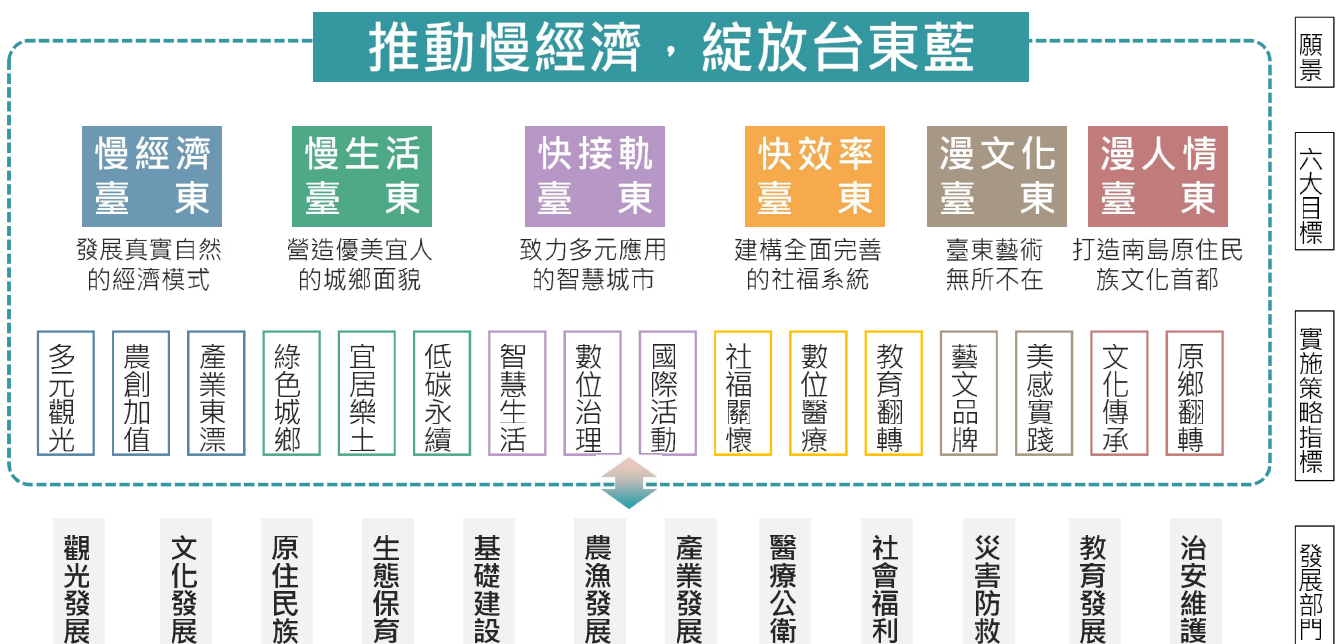 推動慢經濟，綻放台東藍
願景
慢經濟
臺東
慢生活
臺東
快接軌
臺東
快效率
臺東
漫文化
臺東
漫人情
臺東
六大目標
發展真實自然
的經濟模式
營造優美宜人
的城鄉面貌
致力多元應用
的智慧城市
建構全面完善
的社福系統
臺東藝術
無所不在
打造南島原住民
族文化首都
多元觀光
農創加值
產業東漂
綠色城鄉
宜居樂土
低碳永續
智慧生活
數位治理
國際活動
社福關懷
數位醫療
教育翻轉
藝文品牌
美感實踐
文化傳承
原鄉翻轉
實施策略指標
觀光發展
文化發展
原住民族
生態保育
基礎建設
農漁發展
產業發展
醫療公衛
社會福利
災害防救
教育發展
治安維護
發展部門